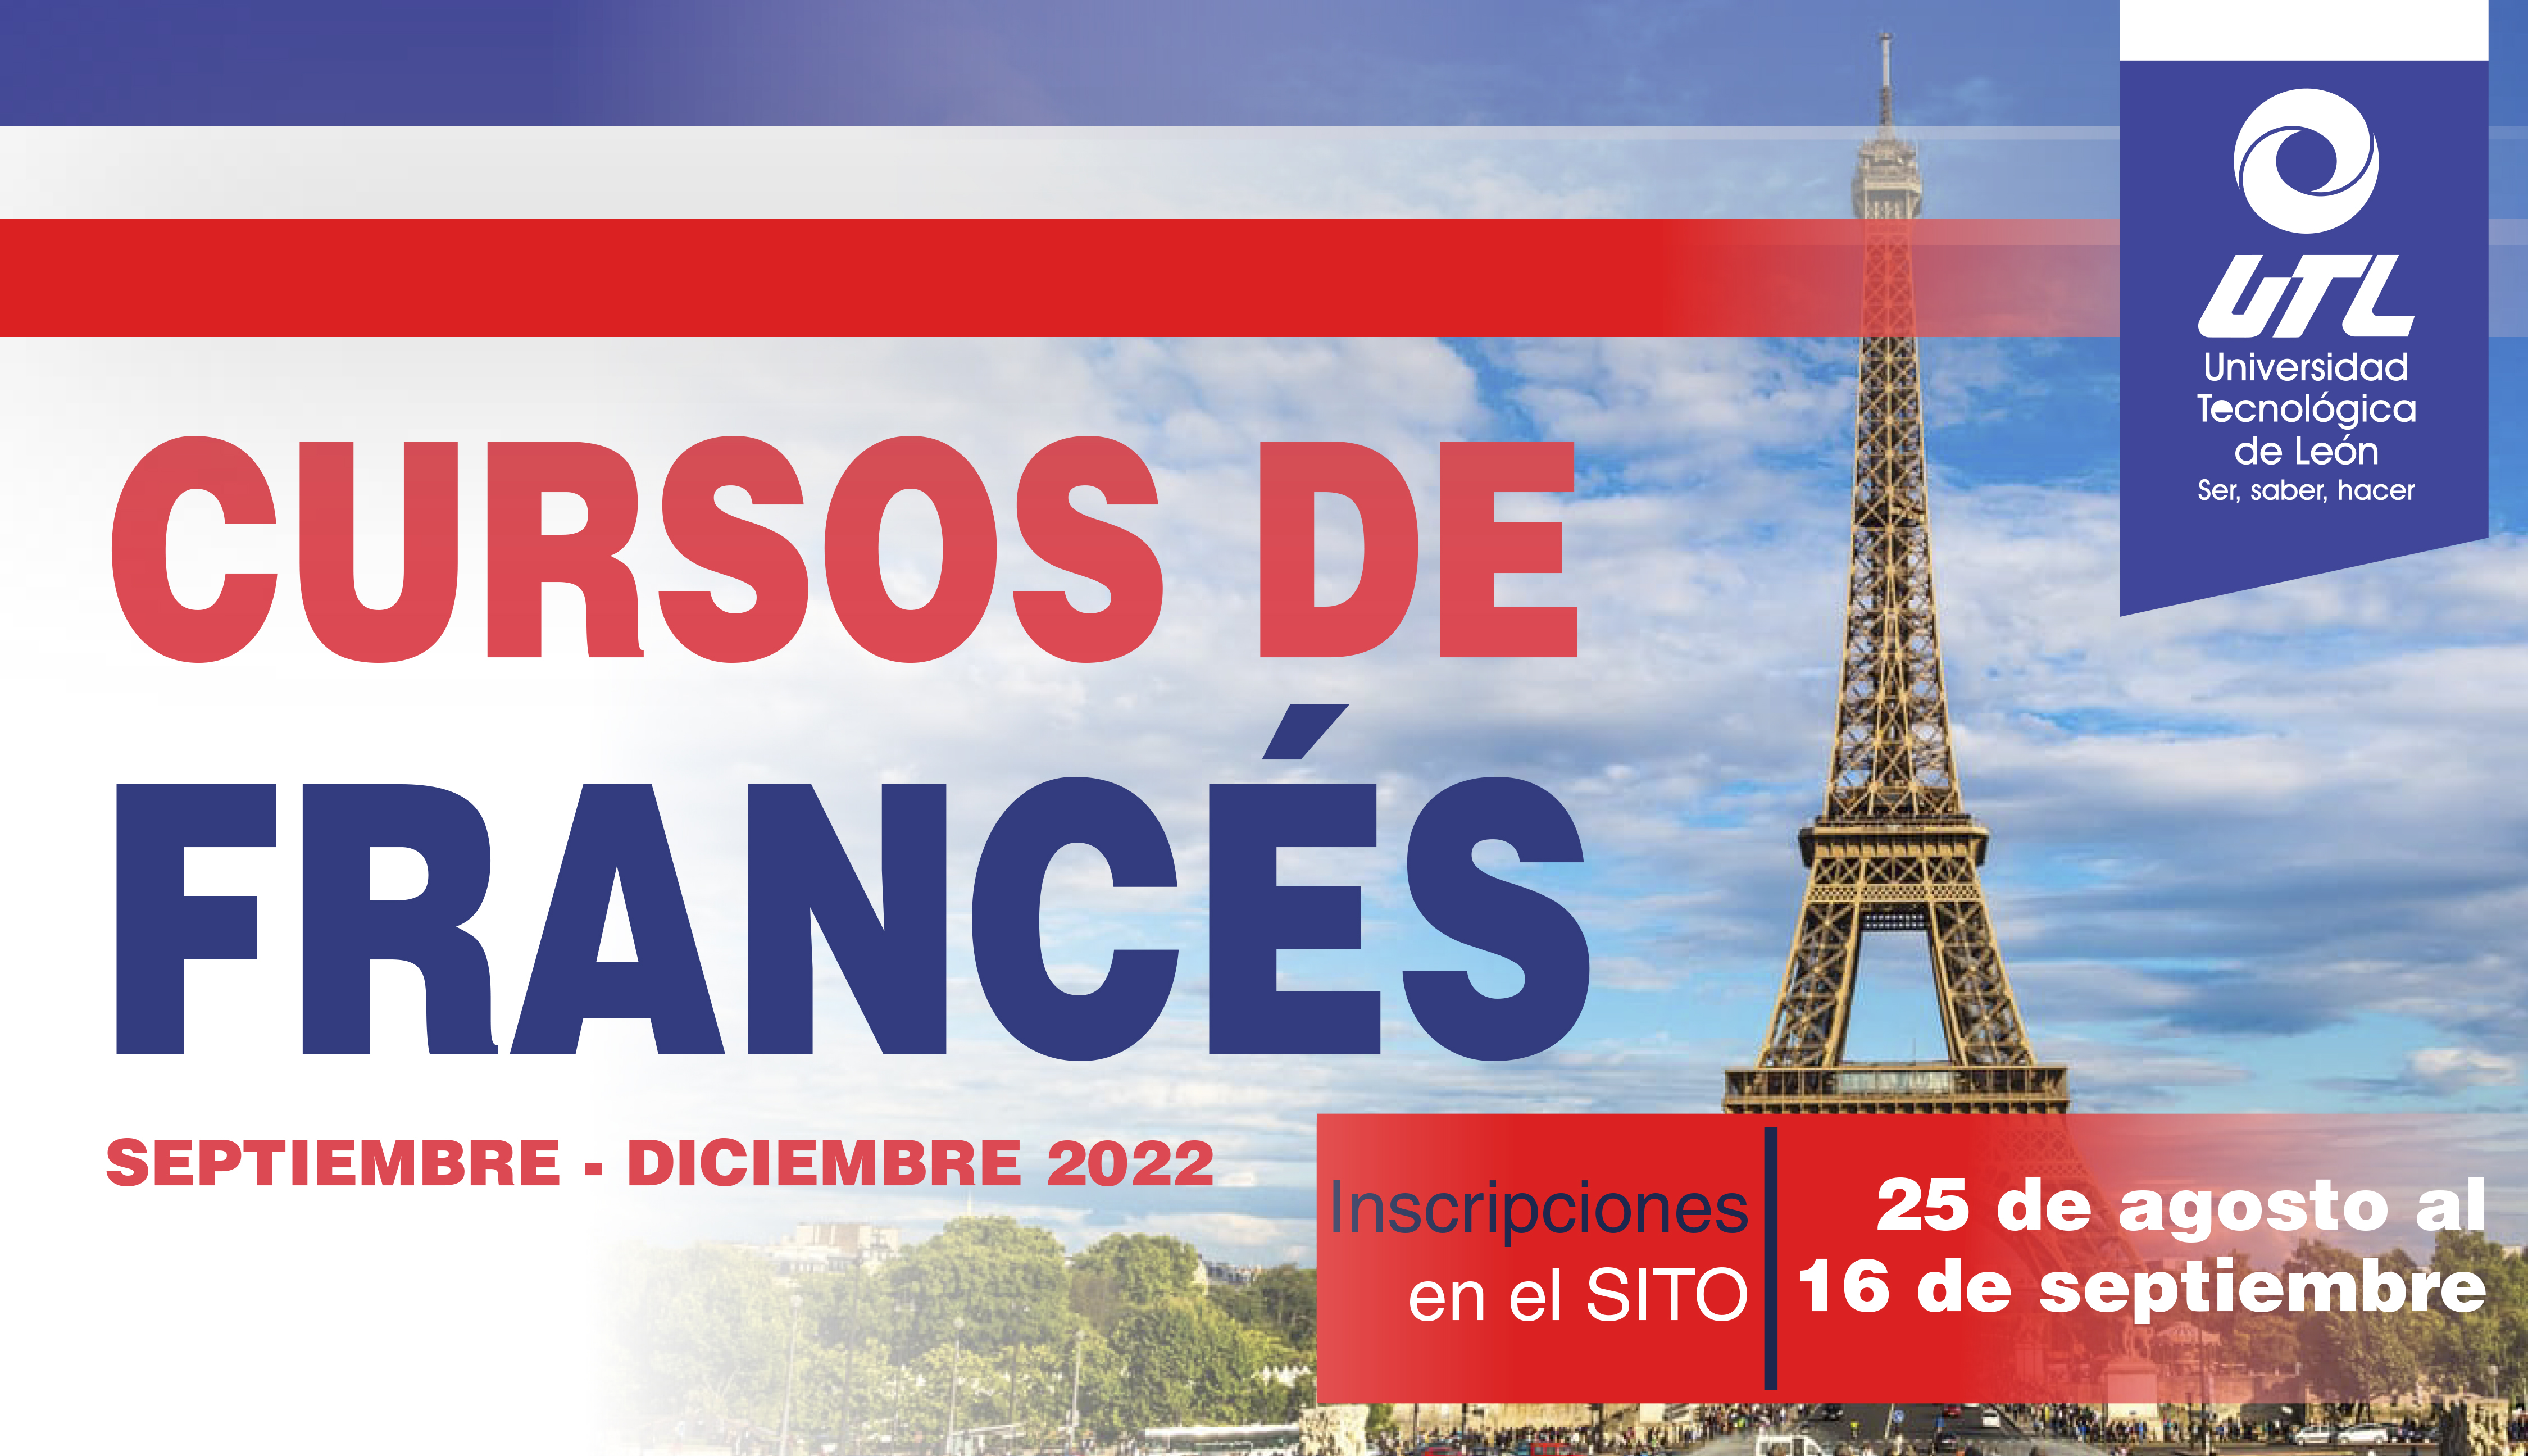 UTL
Universidad
Tecnológica
de León
Ser, saber, hacer
CURSOS DE
FRANCÉS
SEPTIEMBRE - DICIEMBRE 2022
Inscripciones
en el SITO
25 de agosto al
16 de septiembre